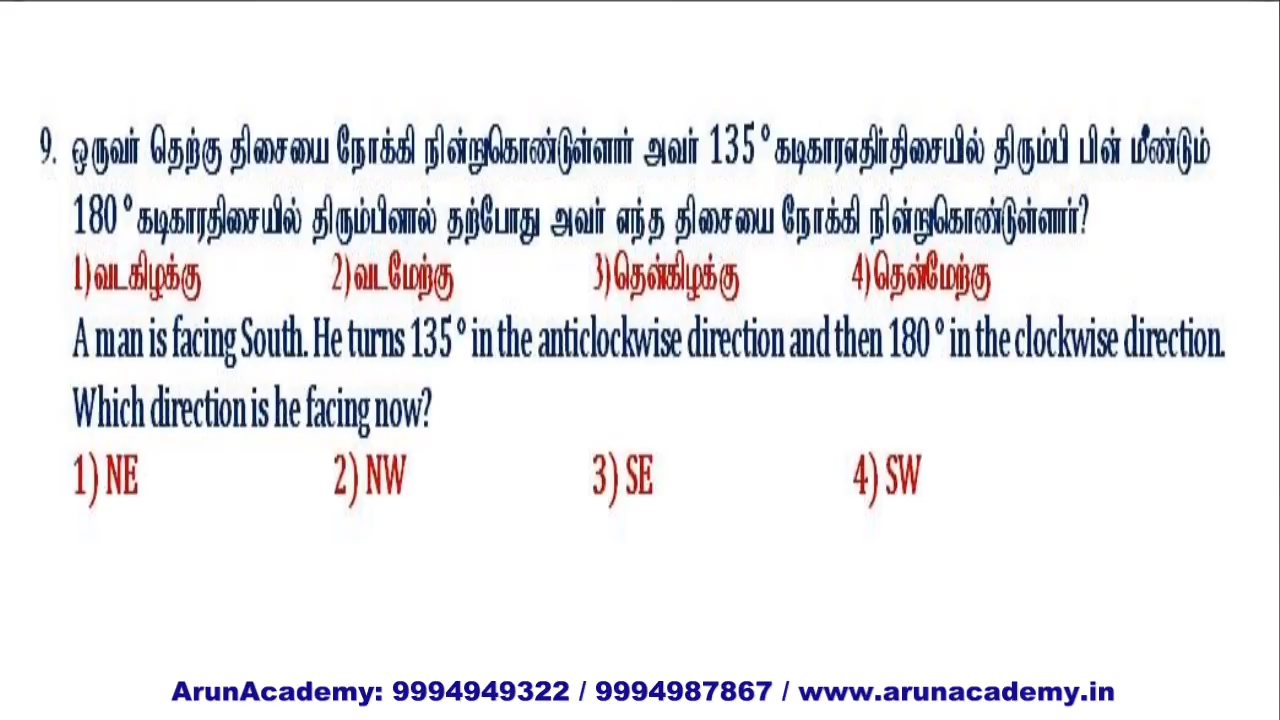 9. ஒருவர் தெற்கு திசையை நோக்கி நின்றுகொண்டுள்ளார் அவர் 135° கடிகாரஎதிர்திசையில் திரும்பி பின் மீண்டும்
180° கடிகாரதிசையில் திரும்பினால் தற்போது அவர் எந்த திசையை நோக்கி நின்றுகொண்டுள்ளார்?
1)வடகிழக்கு 2)வடமேற்கு 3)தென்கிழக்கு 4)தென்மேற்கு
A man is facing South. He turns 135° in the anticlockwise direction and then 180° in the clockwise direction.
Which direction is he facing now?
1) NE 2) NW 3) SE 4) SW
ArunAcademy: 9994949322 / 9994987867 / www.arunacademy.in